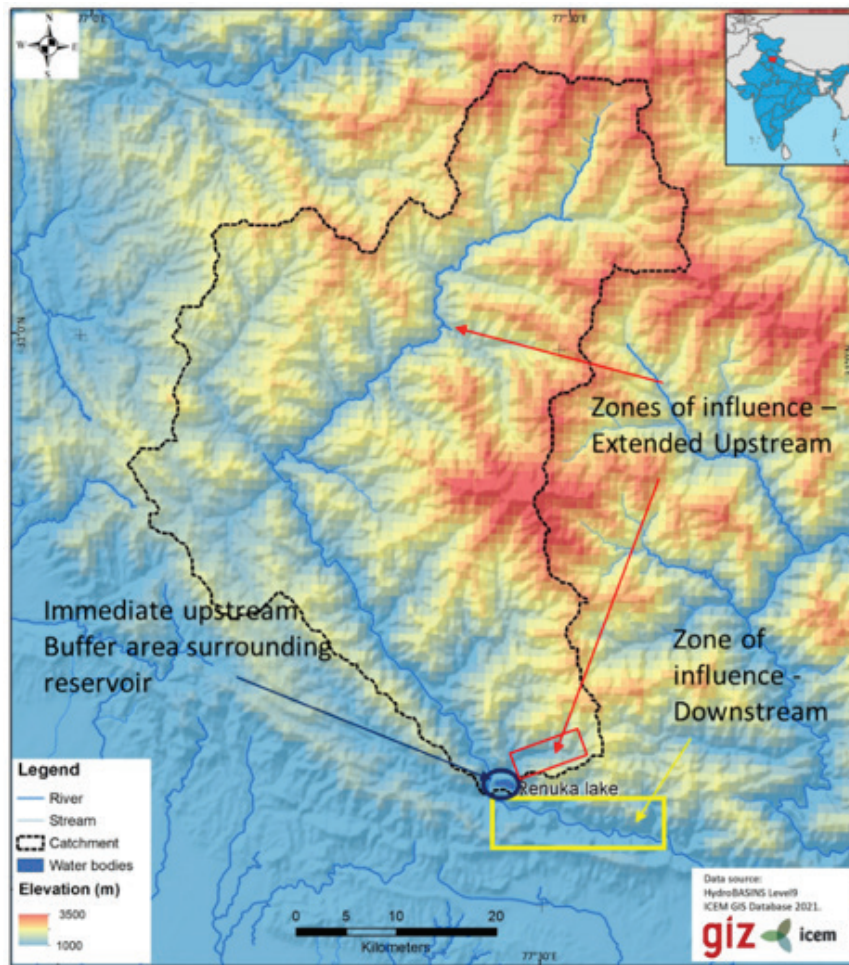 N
W E
S
77°0'E
77°30'E
31°0'N
Zones of influence –
Extended Upstream
Immediate upstream
Buffer area surrounding
reservoir
Zone of
influence -
Downstream
Renuka lake
Legend
River
Stream
Catchment
Water bodies
Elevation (m)
3500
1000
0 5 10 20
Kilometers
77°30'E
Data source:
HydroBASINS Level9
ICEM GIS Database 2021.
giz icem